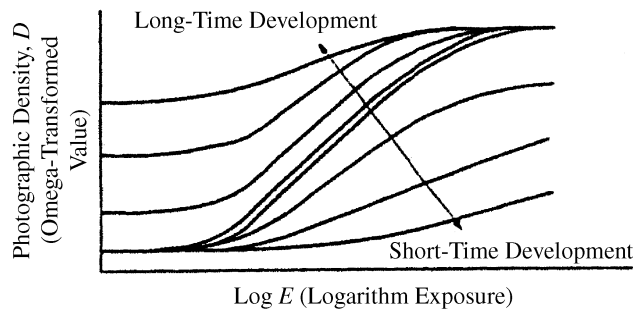 Long-Time Development
Photographic Density, D
(Omega-Transformed
Value)
Short-Time Development
Log E (Logarithm Exposure)